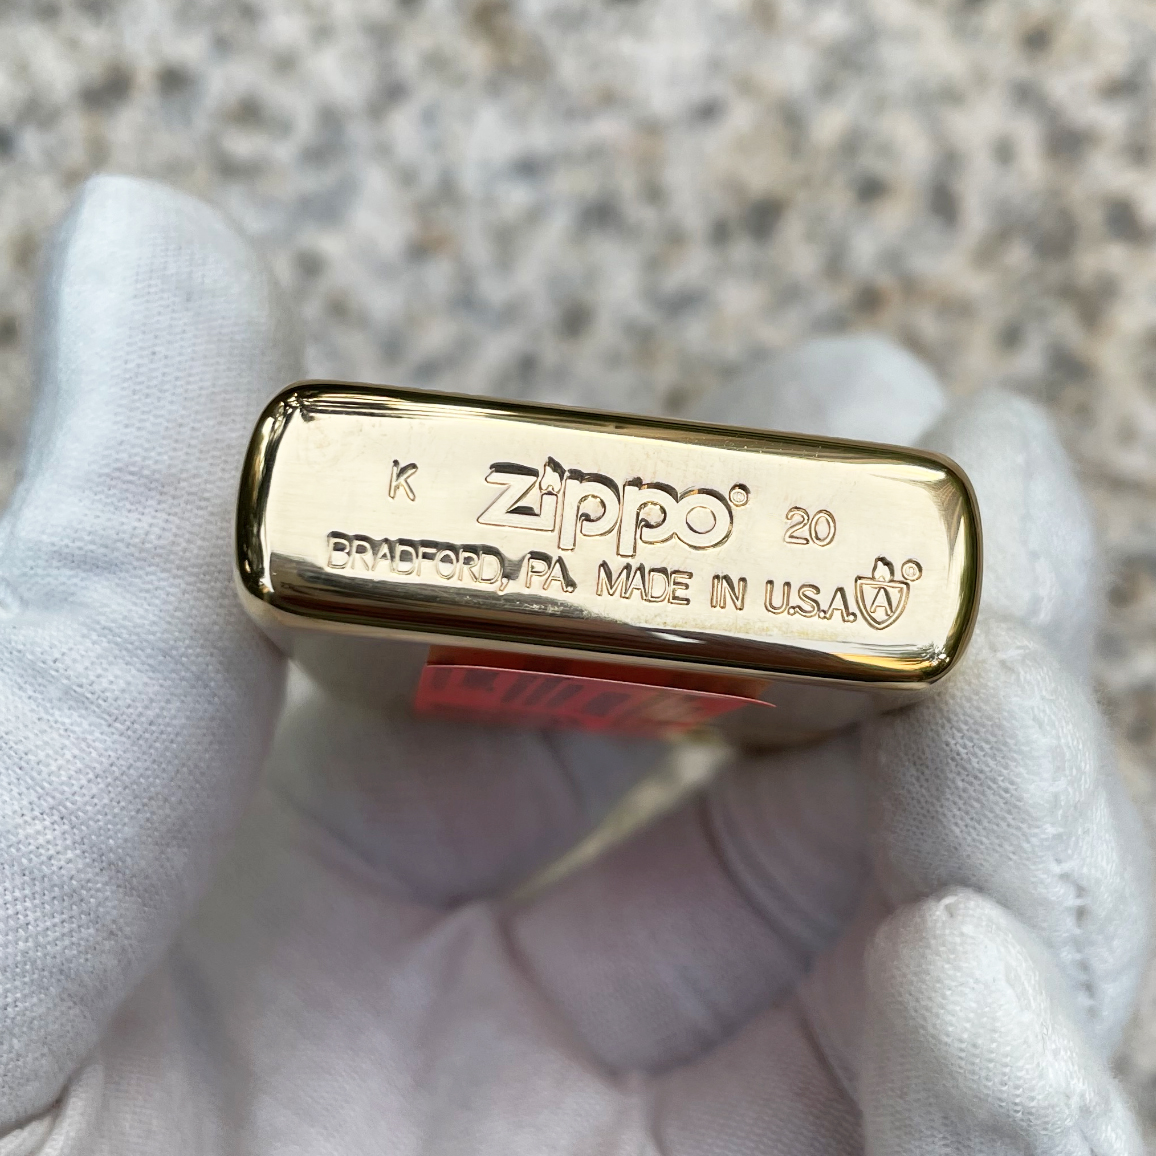 K Zippo® 20
BRADFORD, PA. MADE IN U.S.A. A®